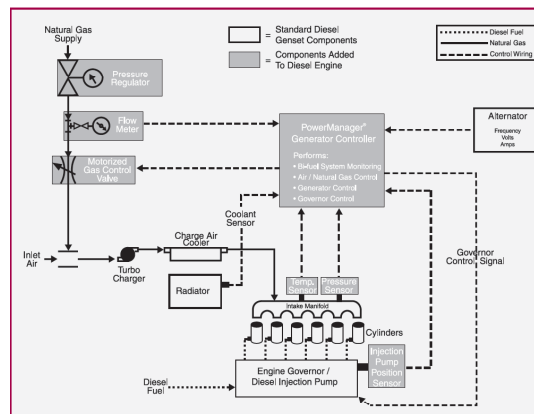 Natural Gas
Supply
Pressure
Regulator
Flow
Meter
Motorized
Gas Control
Valve
Inlet
Air
Turbo
Charger
Charge Air
Cooler
Radiator
Coolant
Sensor
= Standard Diesel
Genset Components
= Components Added
To Diesel Engine
Diesel Fuel
Natural Gas
Control Wiring
PowerManager®
Generator Controller
Performs:
• Bi-fuel System Monitoring
• Air / Natural Gas Control
• Generator Control
• Governor Control
Alternator
Frequency
Volts
Amps
Governor
Control Signal
Temp.
Sensor
Pressure
Sensor
Intake Manifold
Cylinders
Engine Governor /
Diesel Injection Pump
Injection
Pump
Position
Sensor
Diesel
Fuel